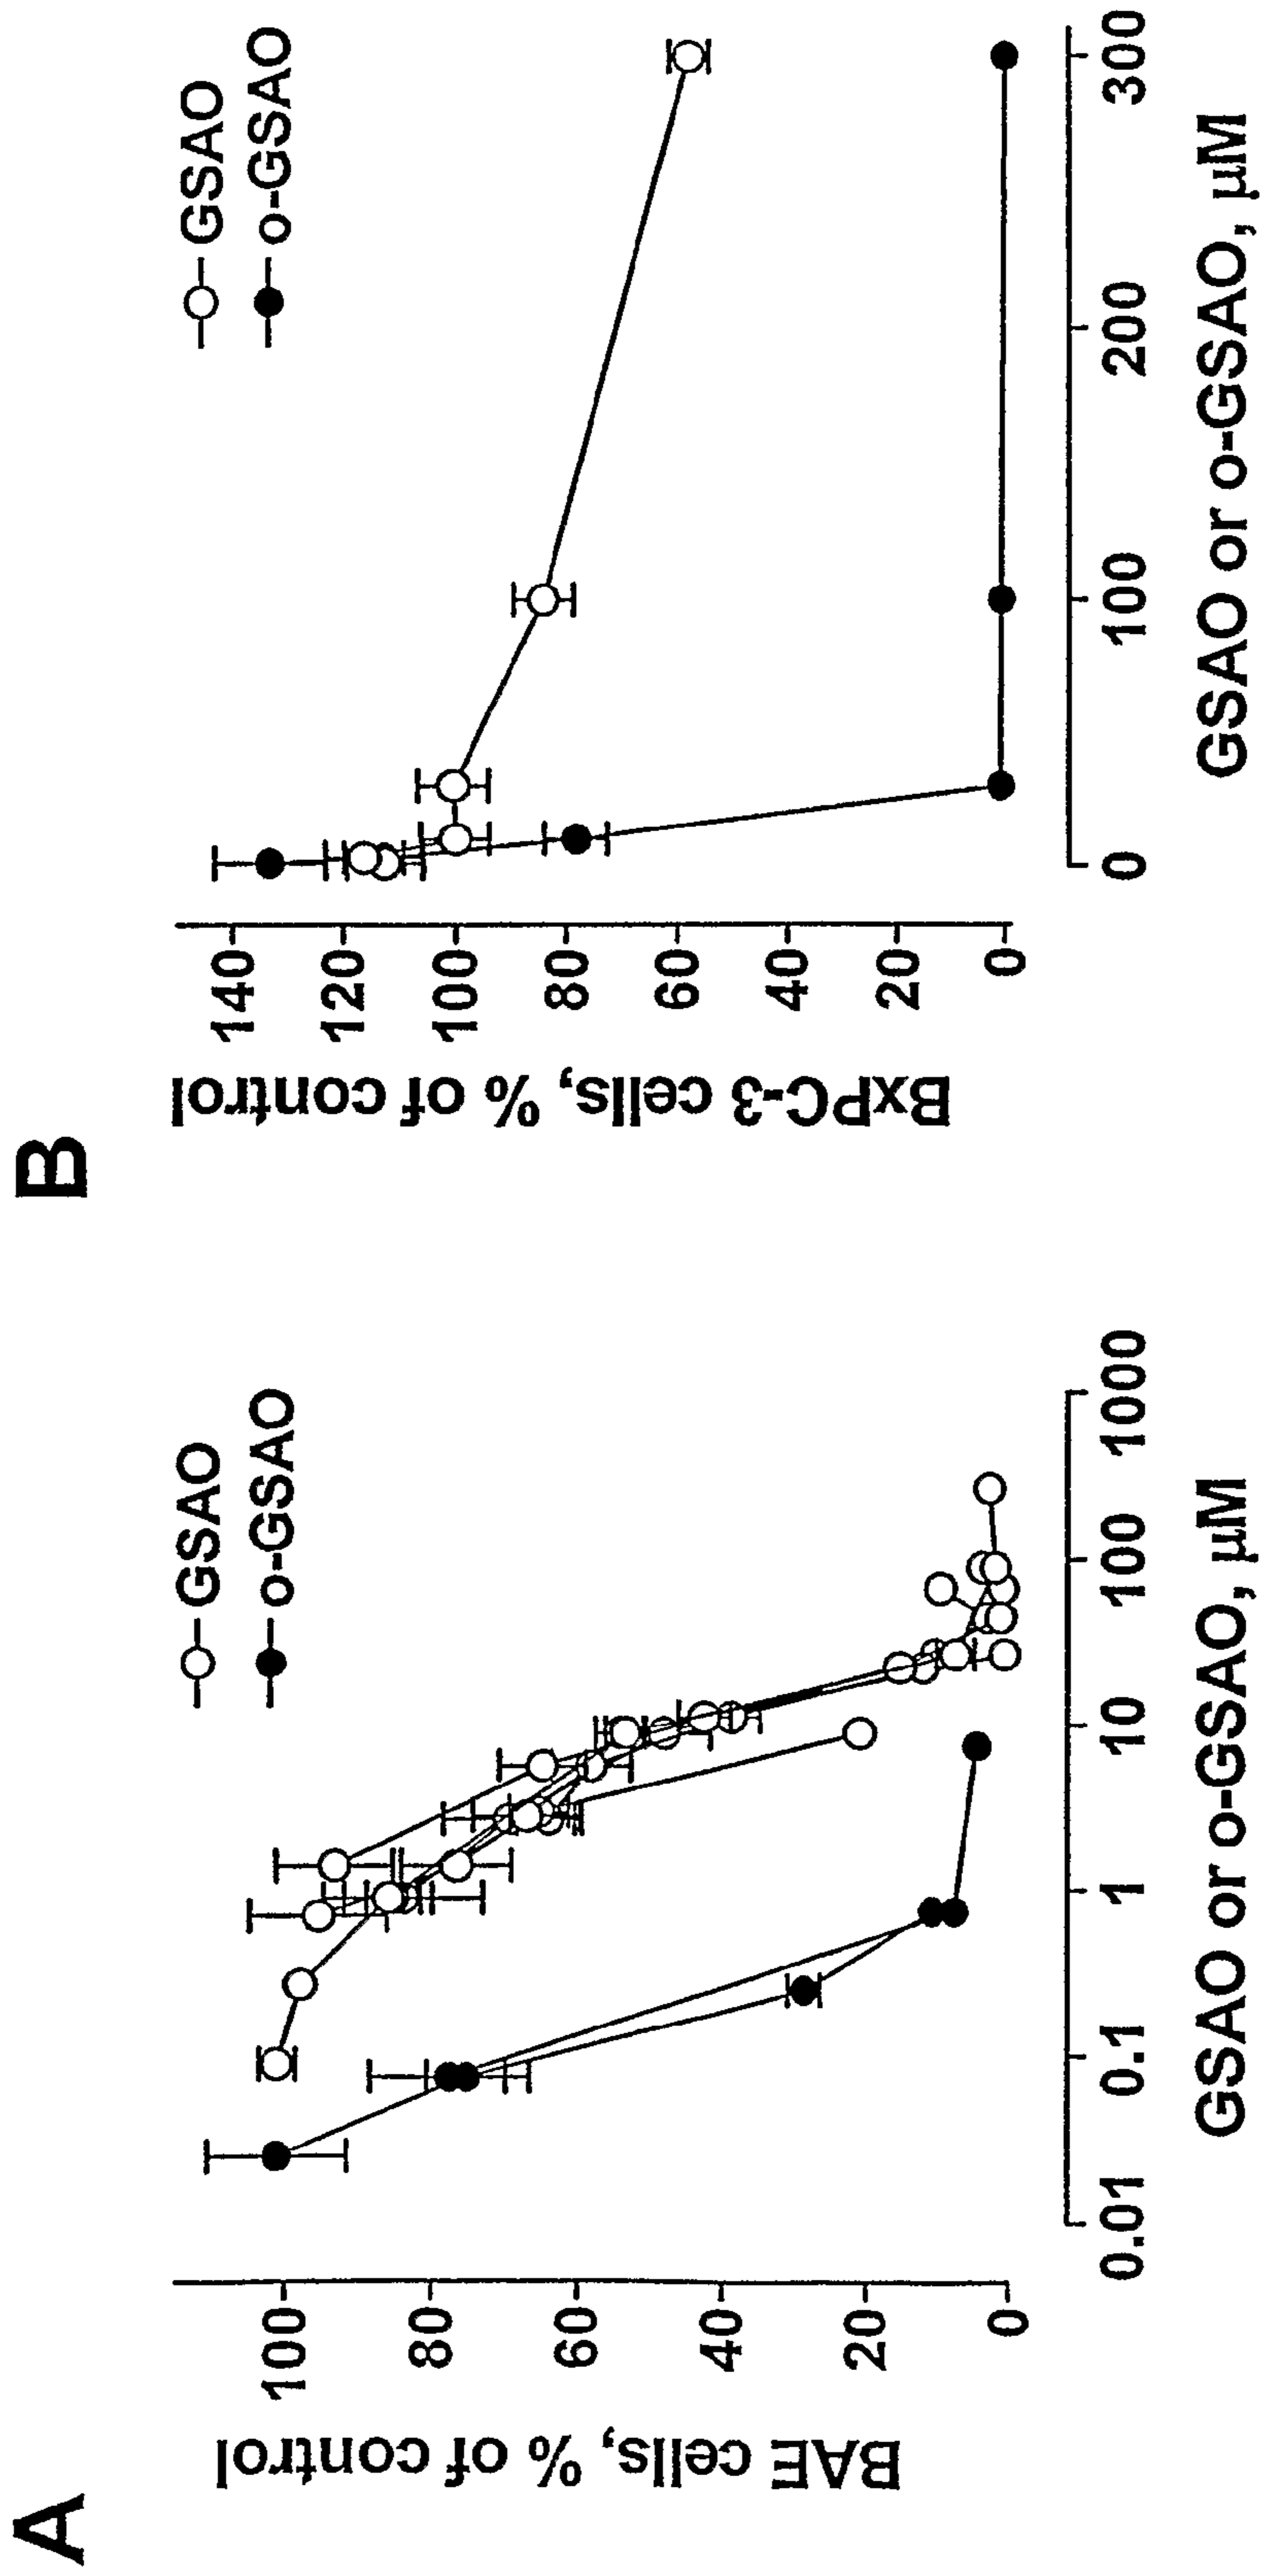 A
BAE cells, % of control
100
80
60
40
20
0
GSAO
o-GSAO
0.01
0.1
1
10
100
1000
GSAO or o-GSAO, µM
B
BxPC-3 cells, % of control
140
120
100
80
60
40
20
0
GSAO
o-GSAO
0
100
200
300
GSAO or o-GSAO, µM